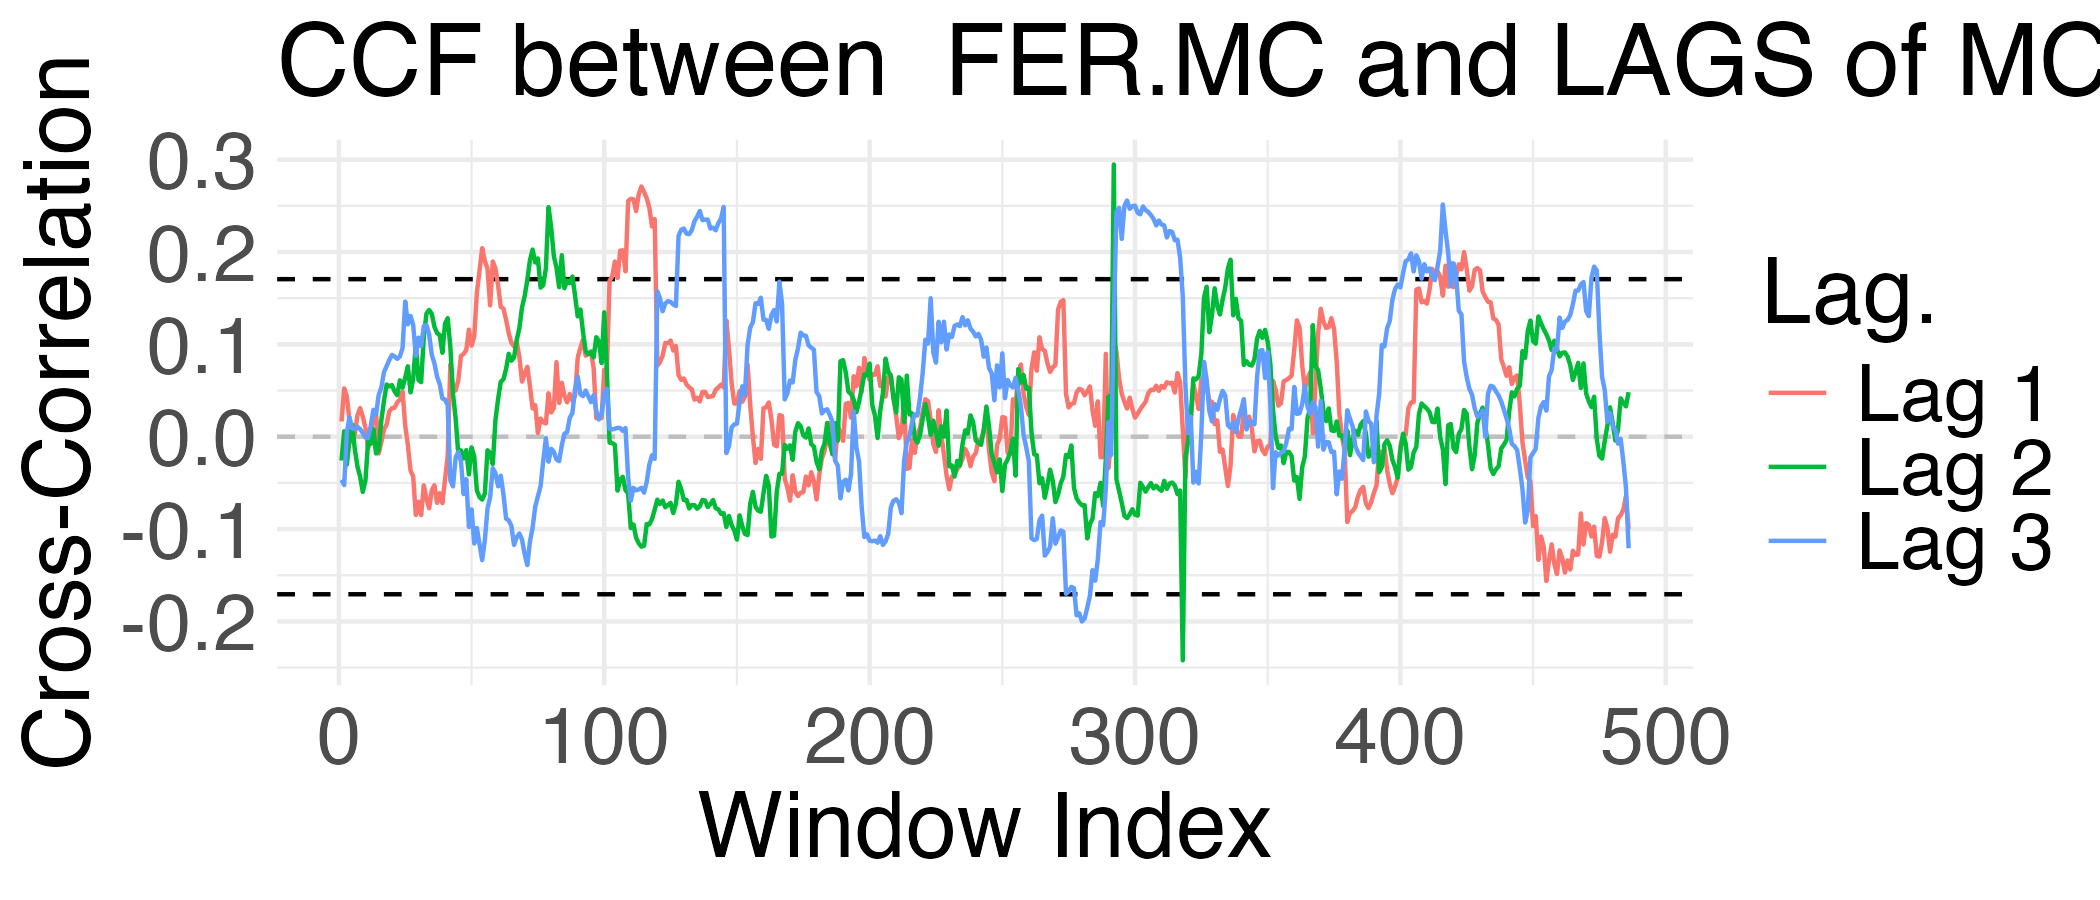 CCF between  FER.MC and LAGS of MC
Cross-Correlation
0.3
0.2
0.1
0.0
-0.1
-0.2
0 100 200 300 400 500
Window Index
Lag.
Lag 1
Lag 2
Lag 3